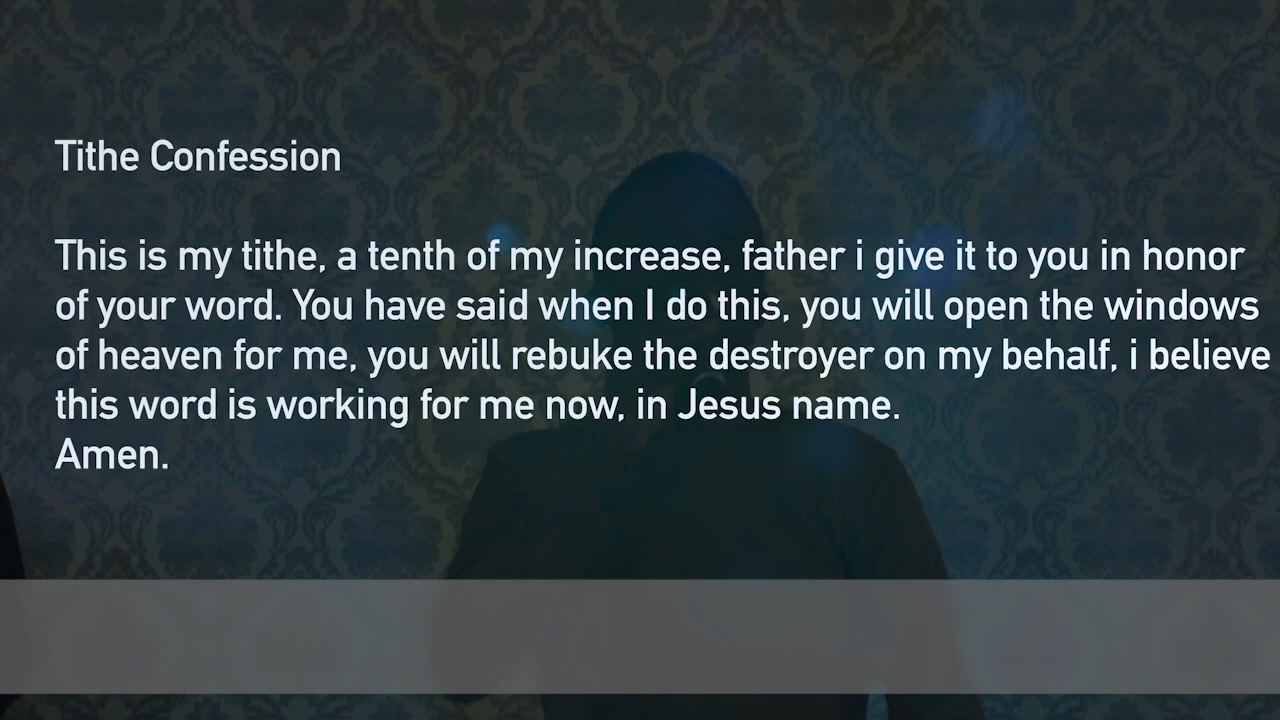 Tithe Confession
This is my tithe, a tenth of my increase, father i give it to you in honor
of your word. You have said when I do this, you will open the windows
of heaven for me, you will rebuke the destroyer on my behalf, i believe
this word is working for me now, in Jesus name.
Amen.